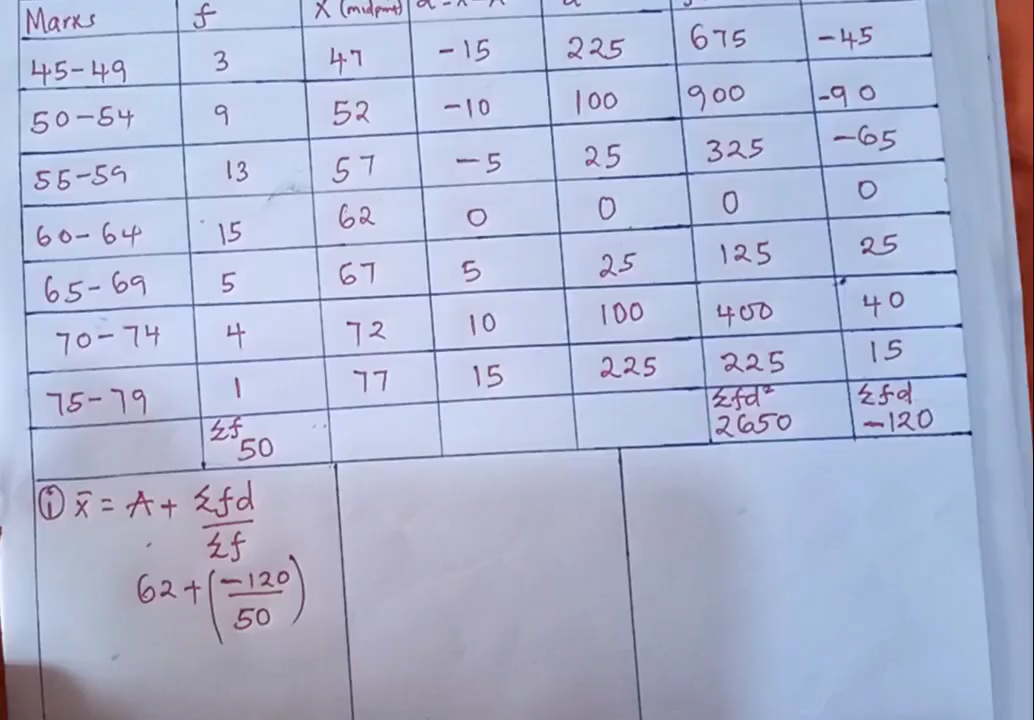 Marks f X (midpoint)
45-49 3 47 -15 225 675 -45
50-54 9 52 -10 100 900 -90
55-59 13 57 -5 25 325 -65
60-64 15 62 0 0 0 0
65-69 5 67 5 25 125 25
70-74 4 72 10 100 400 40
75-79 1 77 15 225 225 15
Σf Σfd² Σfd
50 2650 -120
(i) x̄ = A + Σfd
Σf
62 + (-120
50)